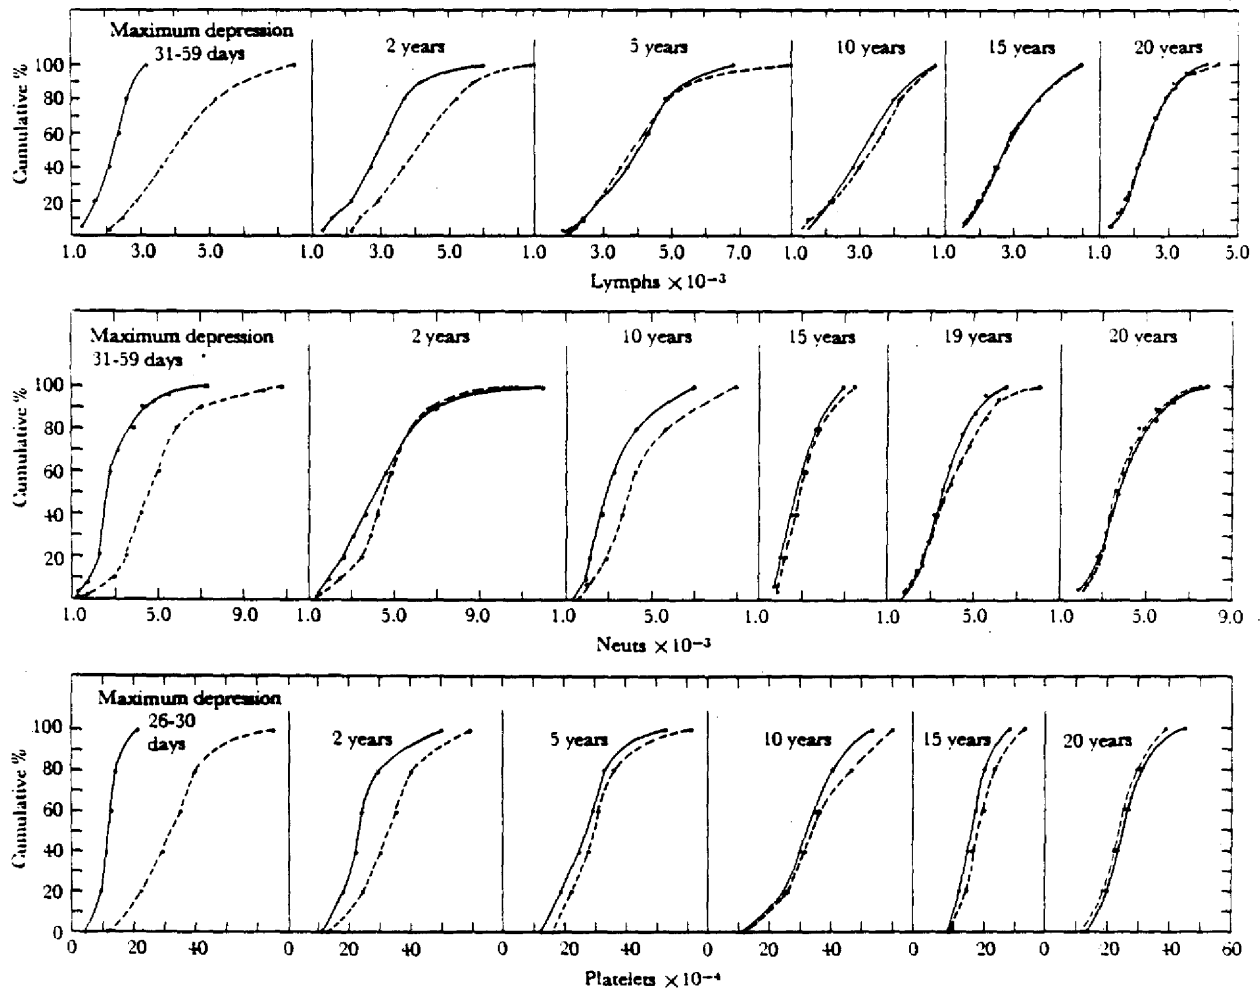 Maximum depression
31-59 days
2 years
5 years
10 years
15 years
20 years
Cumulative %
100
80
60
40
20
1.0 3.0 5.0 1.0 3.0 5.0 1.0 3.0 5.0 7.0 1.0 3.0 1.0 3.0 1.0 3.0 5.0
Lymphs × 10⁻³
Maximum depression
31-59 days
2 years
10 years
15 years
19 years
20 years
Cumulative %
100
80
60
40
20
1.0 5.0 9.0 1.0 5.0 9.0 1.0 5.0 1.0 1.0 5.0 1.0 5.0 9.0
Neuts × 10⁻³
Maximum depression
26-30
days
2 years
5 years
10 years
15 years
20 years
Cumulative %
100
80
60
40
20
0
0 20 40 0 20 40 0 20 40 0 20 40 0 20 0 20 40 60
Platelets × 10⁻⁴